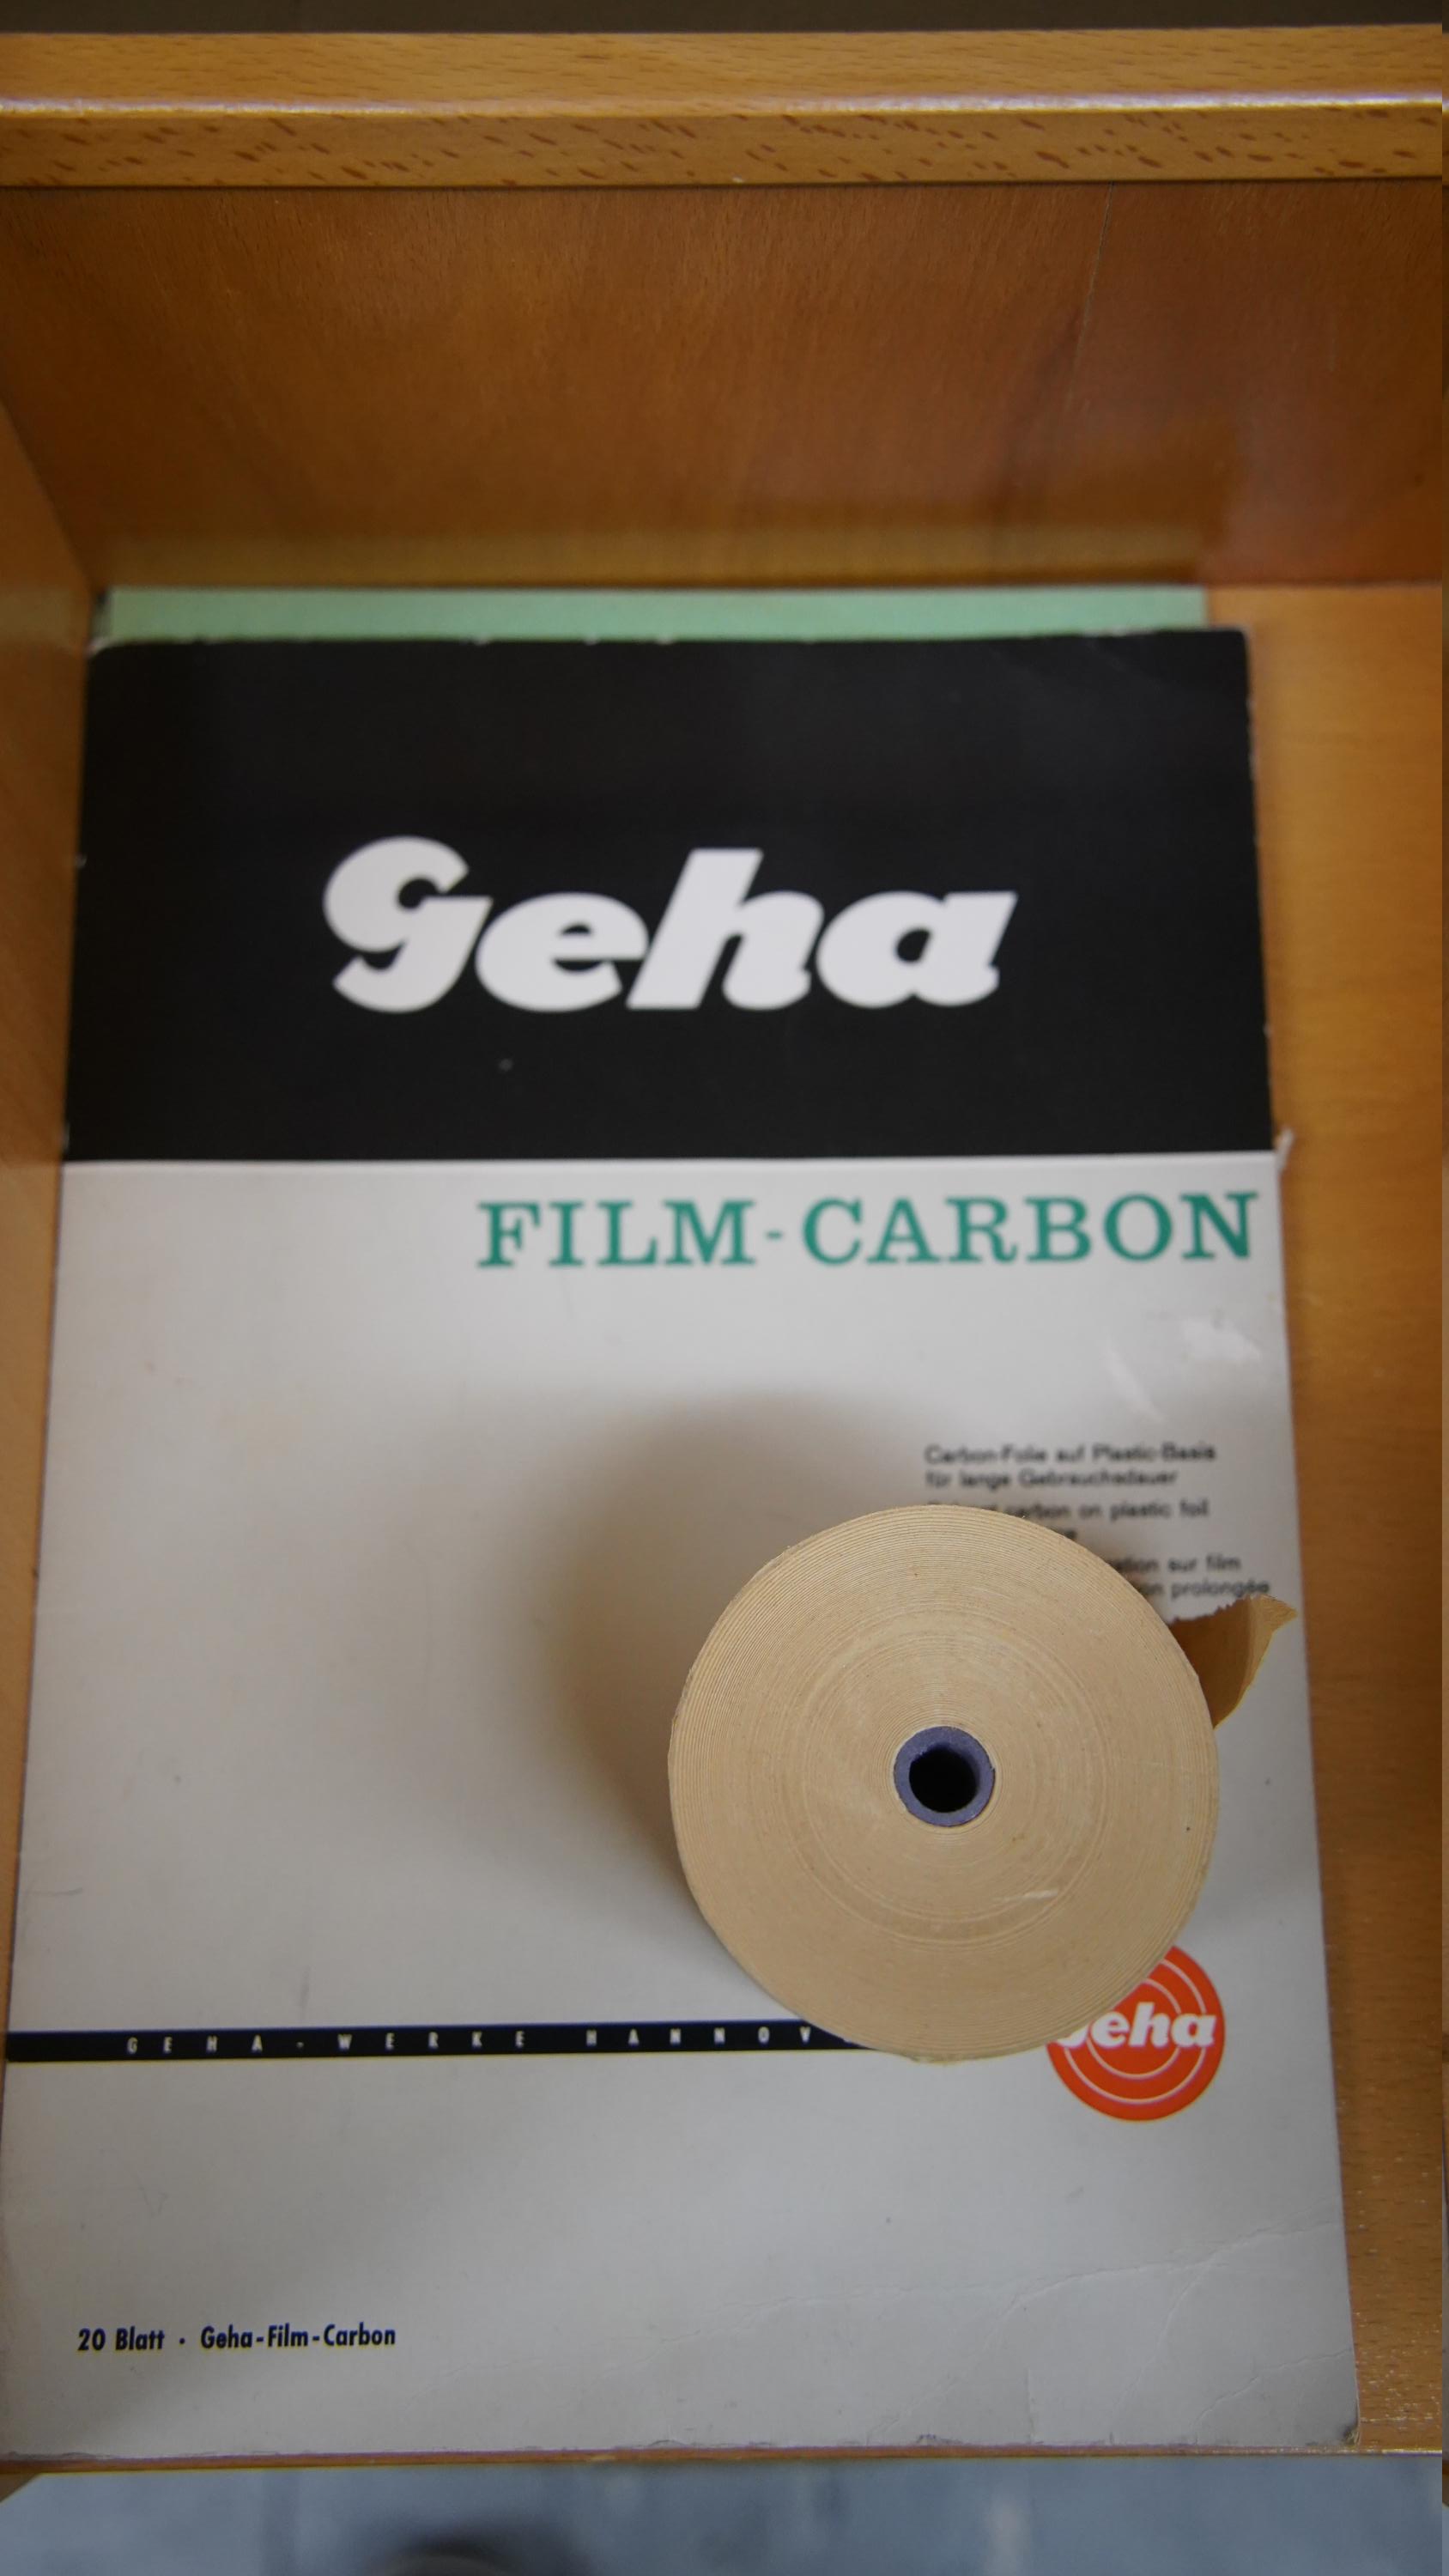 Geha
FILM-CARBON
Carbon-Folie auf Plastic-Basis
für lange Gebrauchsdauer
carbon on plastic foil
sur film
prolongée
GEHA-WERKE HANNOV
Geha
20 Blatt · Geha-Film-Carbon